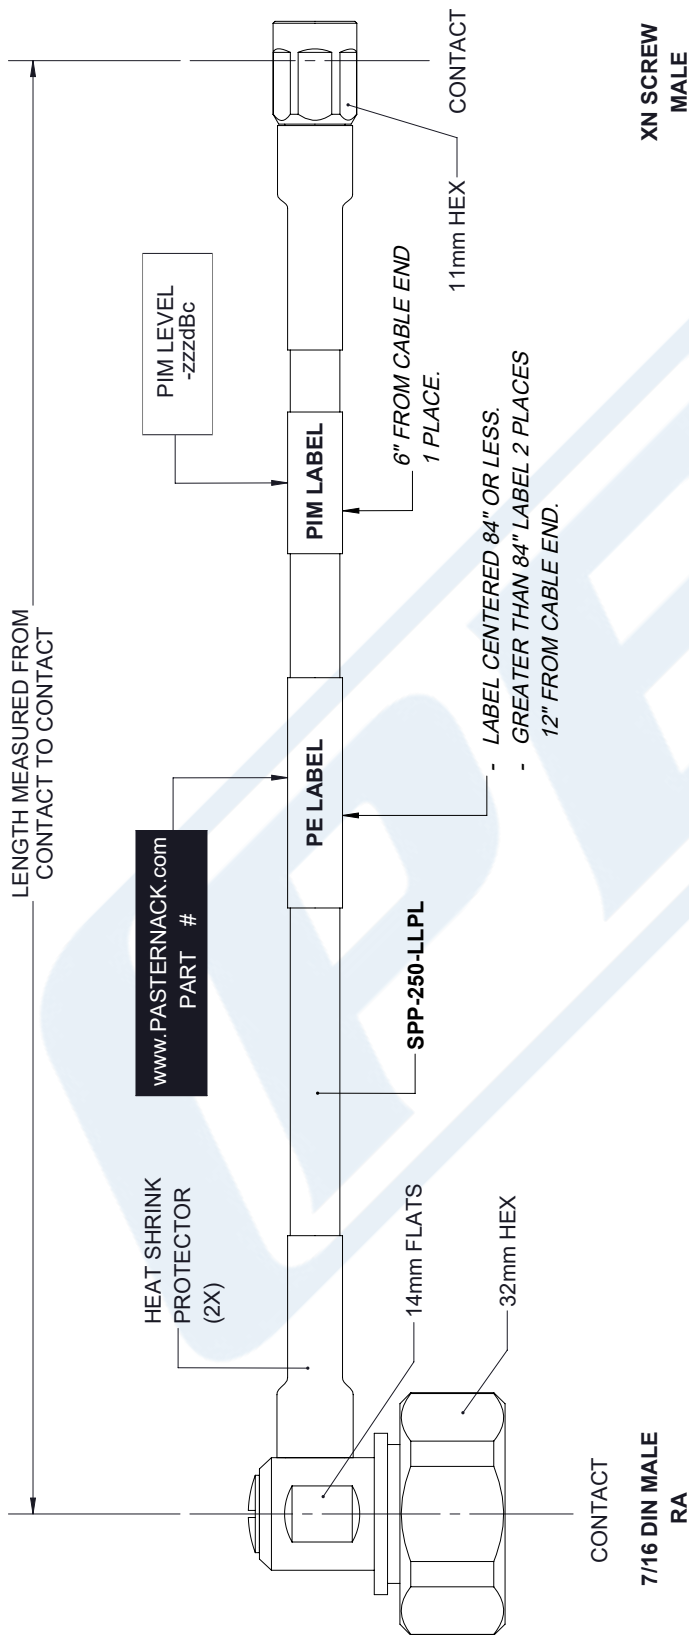 LENGTH MEASURED FROM
CONTACT TO CONTACT
www.PASTERNACK.com
PART #
PIM LEVEL
-zzzdBc
HEAT SHRINK
PROTECTOR
(2X)
PE LABEL
PIM LABEL
14mm FLATS
32mm HEX
SPP-250-LLPL
- LABEL CENTERED 84" OR LESS.
- GREATER THAN 84" LABEL 2 PLACES
12" FROM CABLE END.
6" FROM CABLE END
1 PLACE.
11mm HEX
CONTACT
CONTACT
7/16 DIN MALE
RA
XN SCREW
MALE